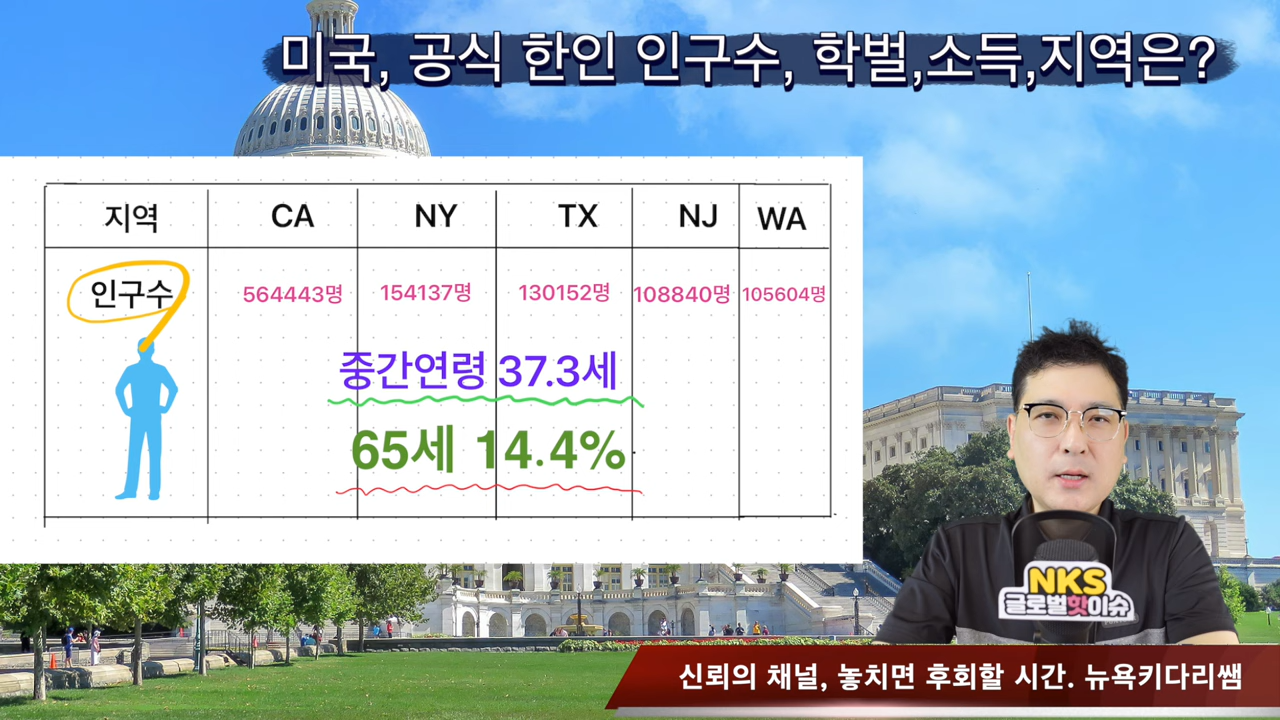 미국, 공식 한인 인구수, 학벌,소득,지역은?
지역 CA NY TX NJ WA
인구수 564443명 154137명 130152명 108840명 105604명
중간연령 37.3세
65세 14.4%
NKS
글로벌핫이슈
신뢰의 채널, 놓치면 후회할 시간. 뉴욕키다리쌤